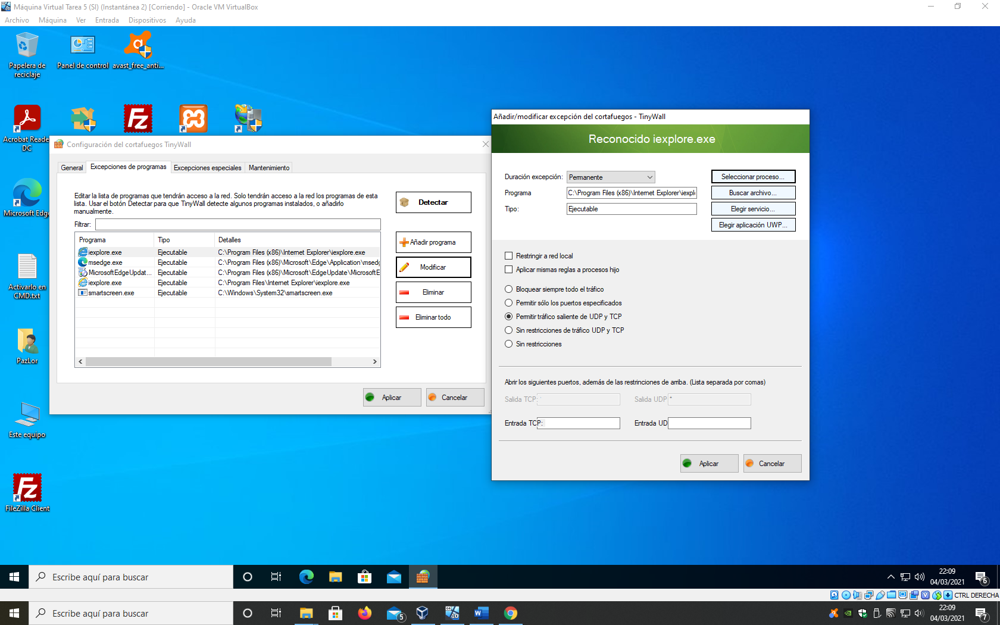 Máquina Virtual Tarea 5 (SI) (Instantánea 2) [Corriendo] - Oracle VM VirtualBox
Archivo Máquina Ver Entrada Dispositivos Ayuda
Papelera de reciclaje
Panel de control
avast_free_anti...
Acrobat Reade
DC
Microsoft Edge
Activarlo en
CMD.txt
PazLor
Este equipo
FileZilla Client
Configuración del cortafuegos TinyWall
General Excepciones de programas Excepciones especiales Mantenimiento
Editar la lista de programas que tendrán acceso a la red. Solo tendrán acceso a la red los programas de esta
lista. Usar el botón Detectar para que TinyWall detecte algunos programas instalados, o añadirlo
manualmente.
Filtrar:
Programa Tipo Detalles
iexplore.exe Ejecutable C:\Program Files (x86)\Internet Explorer\iexplore.exe
msedge.exe Ejecutable C:\Program Files (x86)\Microsoft\Edge\Application\msedg
MicrosoftEdgeUpdat... Ejecutable C:\Program Files (x86)\Microsoft\EdgeUpdate\MicrosoftE
iexplore.exe Ejecutable C:\Program Files\Internet Explorer\iexplore.exe
smartscreen.exe Ejecutable C:\Windows\System32\smartscreen.exe
Detectar
Añadir programa
Modificar
Eliminar
Eliminar todo
Aplicar Cancelar
Añadir/modificar excepción del cortafuegos - TinyWall
Reconocido iexplore.exe
Duración excepción: Permanente
Programa C:\Program Files (x86)\Internet Explorer\iexpl
Tipo: Ejecutable
Seleccionar proceso...
Buscar archivo...
Elegir servicio...
Elegir aplicación UWP...
Restringir a red local
Aplicar mismas reglas a procesos hijo
Bloquear siempre todo el tráfico
Permitir sólo los puertos especificados
Permitir tráfico saliente de UDP y TCP
Sin restricciones de tráfico UDP y TCP
Sin restricciones
Abrir los siguientes puertos, además de las restrinciones de arriba. (Lista separada por comas)
Salida TCP: Salida UDP *
Entrada TCP: Entrada UD
Aplicar Cancelar
Escribe aquí para buscar
22:09
04/03/2021
6
CTRL DERECHA
Escribe aquí para buscar
5
22:09
04/03/2021
7